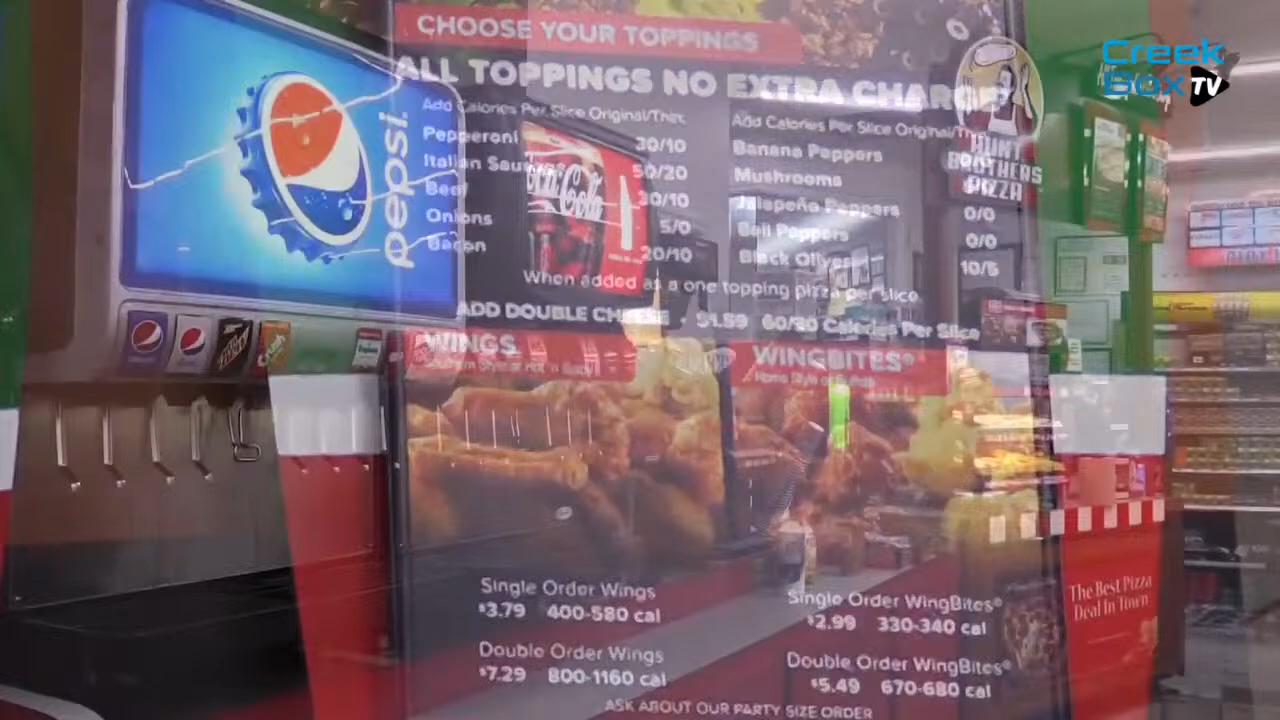 Creek
Box TV
CHOOSE YOUR TOPPINGS
ALL TOPPINGS NO EXTRA CHARGE
Add Calories Per Slice Original/Thin
Pepperoni 30/10
Italian Sausage 50/20
Beef 30/10
Onions 5/0
Bacon 20/10
Add Calories Per Slice Original/Thin
Banana Peppers
Mushrooms
Jalapeño Peppers 0/0
Bell Peppers 0/0
Black Olives 10/5
When added as a one topping pizza per slice
ADD DOUBLE CHEESE $1.59 60/20 Calories Per Slice
HUNT
BROTHERS
PIZZA
pepsi
Coca-Cola
Crush
WINGS
WINGBITES®
Single Order Wings
$3.79 400-580 cal
Double Order Wings
$7.29 800-1160 cal
Single Order WingBites®
$2.99 330-340 cal
Double Order WingBites®
$5.49 670-680 cal
ASK ABOUT OUR PARTY SIZE ORDER
The Best Pizza
Deal In Town